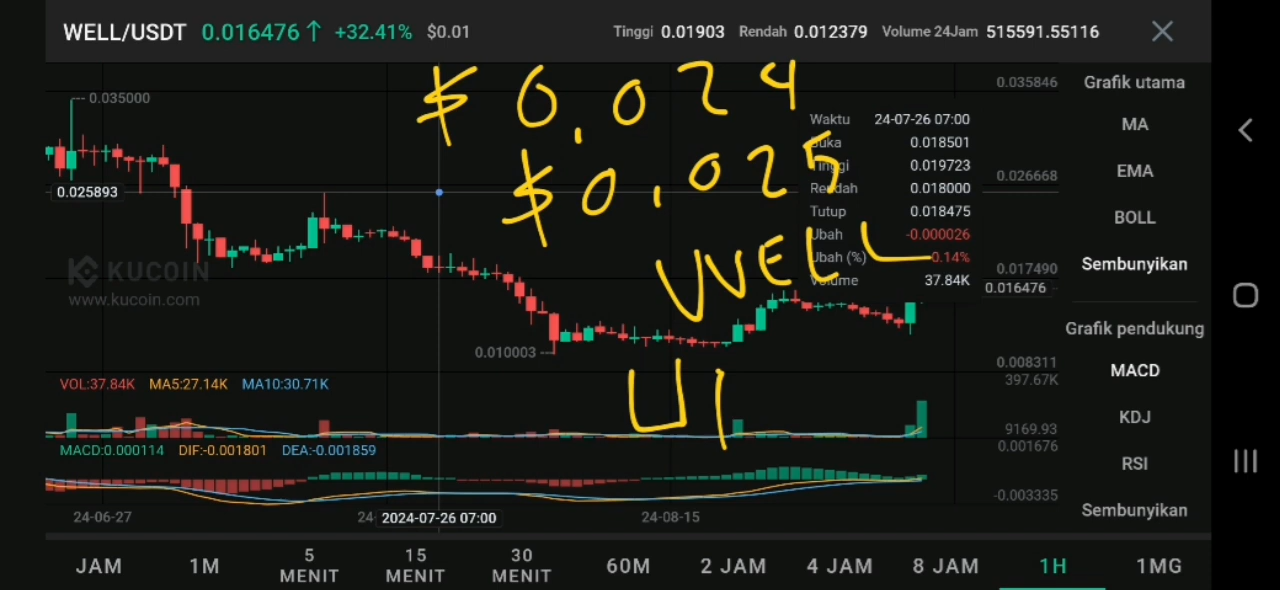 WELL/USDT 0.016476↑ +32.41% $0.01 Tinggi 0.01903 Rendah 0.012379 Volume 24Jam 515591.55116
0.035846
0.035000
$ 0,024
$0,025
WELL
UI
Waktu 24-07-26 07:00
Buka 0.018501
Tinggi 0.019723
Rendah 0.018000
Tutup 0.018475
Ubah -0.000026
Ubah (%) -0.14%
Volume 37.84K
0.026668
0.025893
0.017490
0.016476
KUCOIN
www.kucoin.com
0.010003
0.008311
VOL:37.84K MA5:27.14K MA10:30.71K
397.67K
9169.93
MACD:0.000114 DIF:-0.001801 DEA:-0.001859
0.001676
-0.003335
24-06-27 24- 2024-07-26 07:00 24-08-15
Grafik utama
MA
EMA
BOLL
Sembunyikan
Grafik pendukung
MACD
KDJ
RSI
Sembunyikan
JAM 1M 5 MENIT 15 MENIT 30 MENIT 60M 2 JAM 4 JAM 8 JAM 1H 1MG